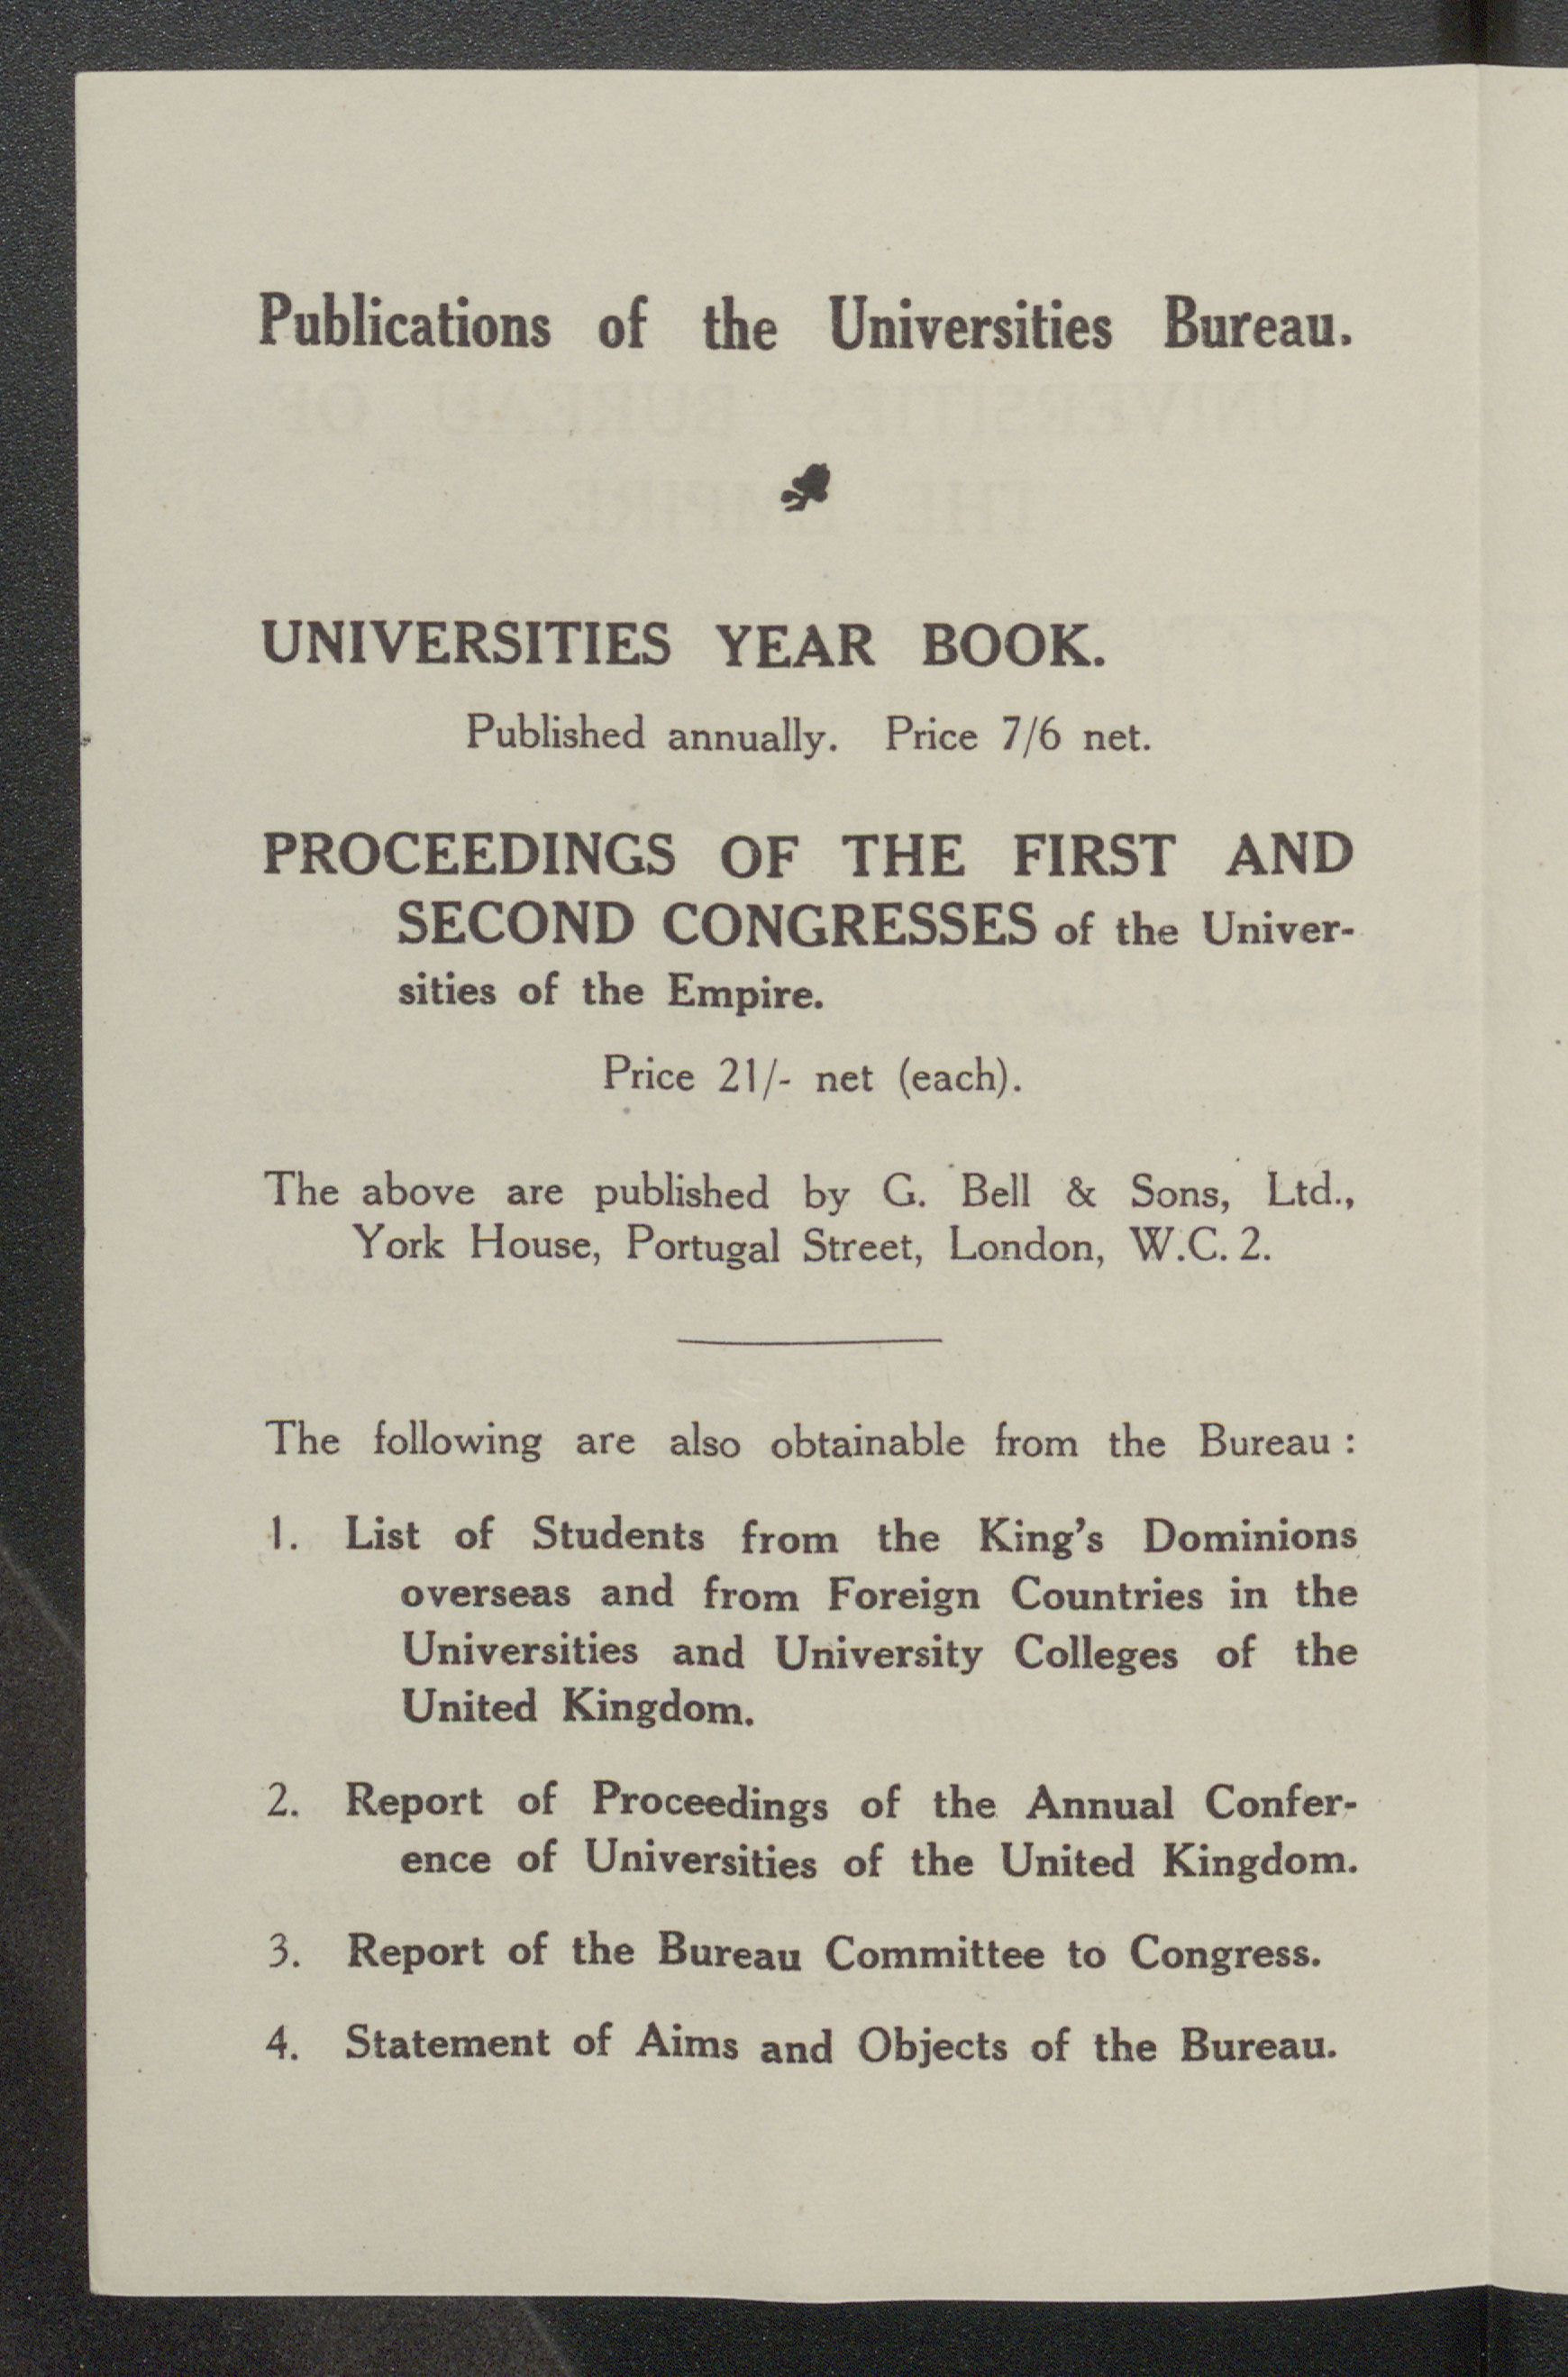 Publications of the Universities Bureau.
UNIVERSITIES YEAR BOOK.
Published annually. Price 7/6 net.
PROCEEDINGS OF THE FIRST AND
SECOND CONGRESSES of the Univer-
sities of the Empire.
Price 21/- net (each).
The above are published by G. Bell & Sons, Ltd.,
York House, Portugal Street, London, W.C. 2.
The following are also obtainable from the Bureau :
1. List of Students from the King's Dominions
overseas and from Foreign Countries in the
Universities and University Colleges of the
United Kingdom.
2. Report of Proceedings of the Annual Confer-
ence of Universities of the United Kingdom.
3. Report of the Bureau Committee to Congress.
4. Statement of Aims and Objects of the Bureau.